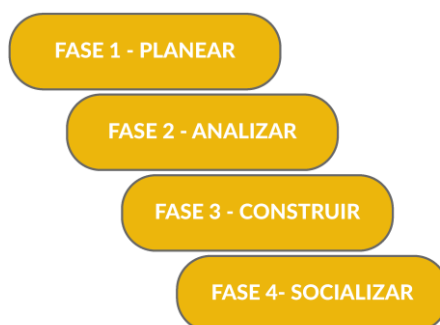 FASE 1 - PLANEAR
FASE 2 - ANALIZAR
FASE 3 - CONSTRUIR
FASE 4- SOCIALIZAR